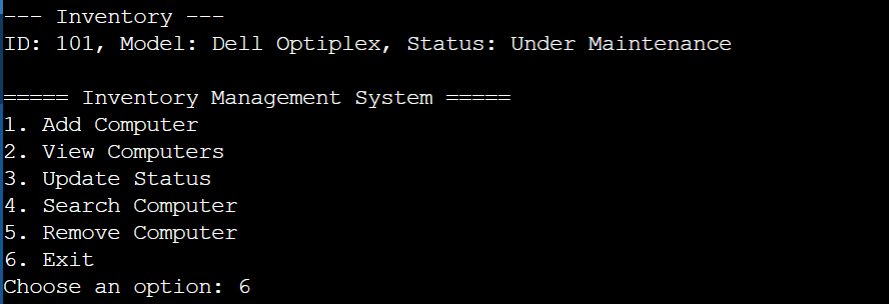 --- Inventory ---
ID: 101, Model: Dell Optiplex, Status: Under Maintenance
===== Inventory Management System =====
1. Add Computer
2. View Computers
3. Update Status
4. Search Computer
5. Remove Computer
6. Exit
Choose an option: 6